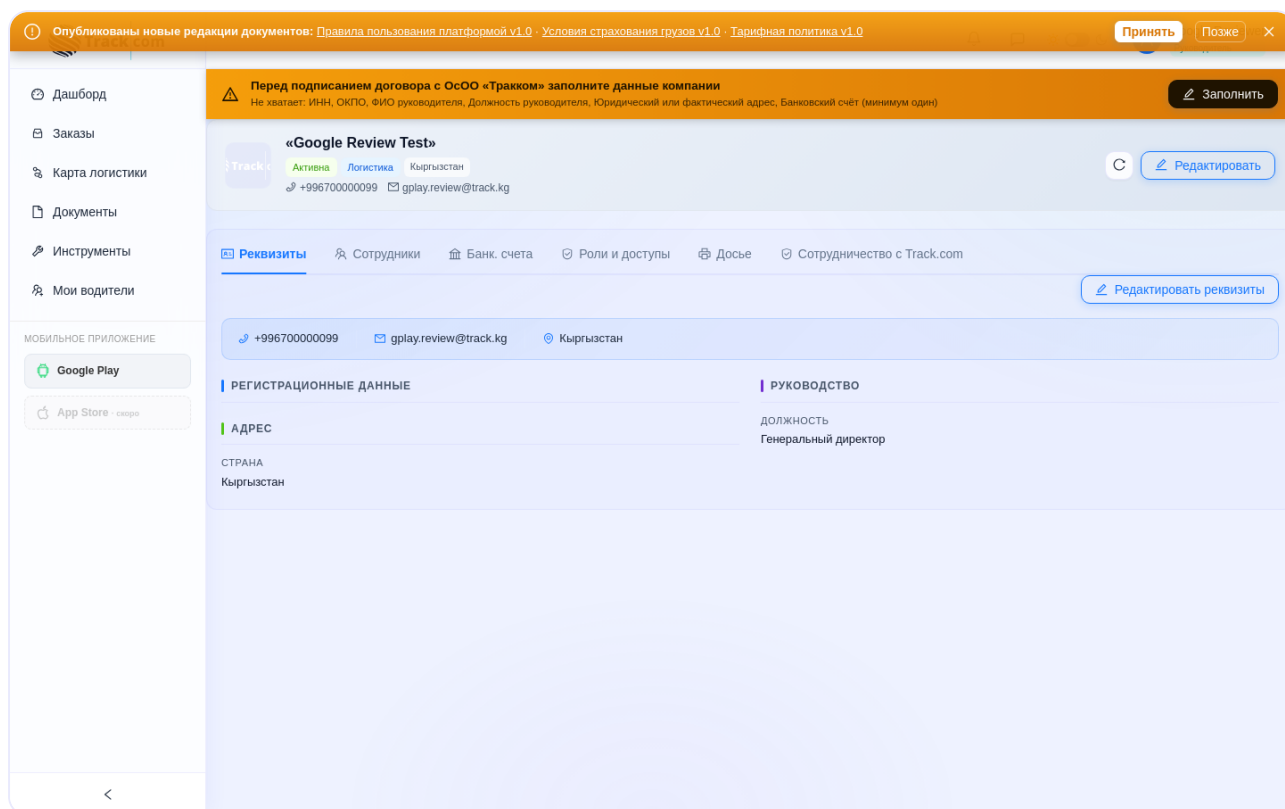 Опубликованы новые редакции документов: Правила пользования платформой v1.0 · Условия страхования грузов v1.0 · Тарифная политика v1.0
Принять
Позже
Track.com
Перед подписанием договора с ОсОО «Тракком» заполните данные компании
Не хватает: ИНН, ОКПО, ФИО руководителя, Должность руководителя, Юридический или фактический адрес, Банковский счёт (минимум один)
Заполнить
Дашборд
Заказы
Карта логистики
Документы
Инструменты
Мои водители
МОБИЛЬНОЕ ПРИЛОЖЕНИЕ
Google Play
App Store · скоро
Track
«Google Review Test»
Активна Логистика Кыргызстан
+996700000099 gplay.review@track.kg
Редактировать
Реквизиты Сотрудники Банк. счета Роли и доступы Досье Сотрудничество с Track.com
Редактировать реквизиты
+996700000099 gplay.review@track.kg Кыргызстан
РЕГИСТРАЦИОННЫЕ ДАННЫЕ
АДРЕС
СТРАНА
Кыргызстан
РУКОВОДСТВО
ДОЛЖНОСТЬ
Генеральный директор